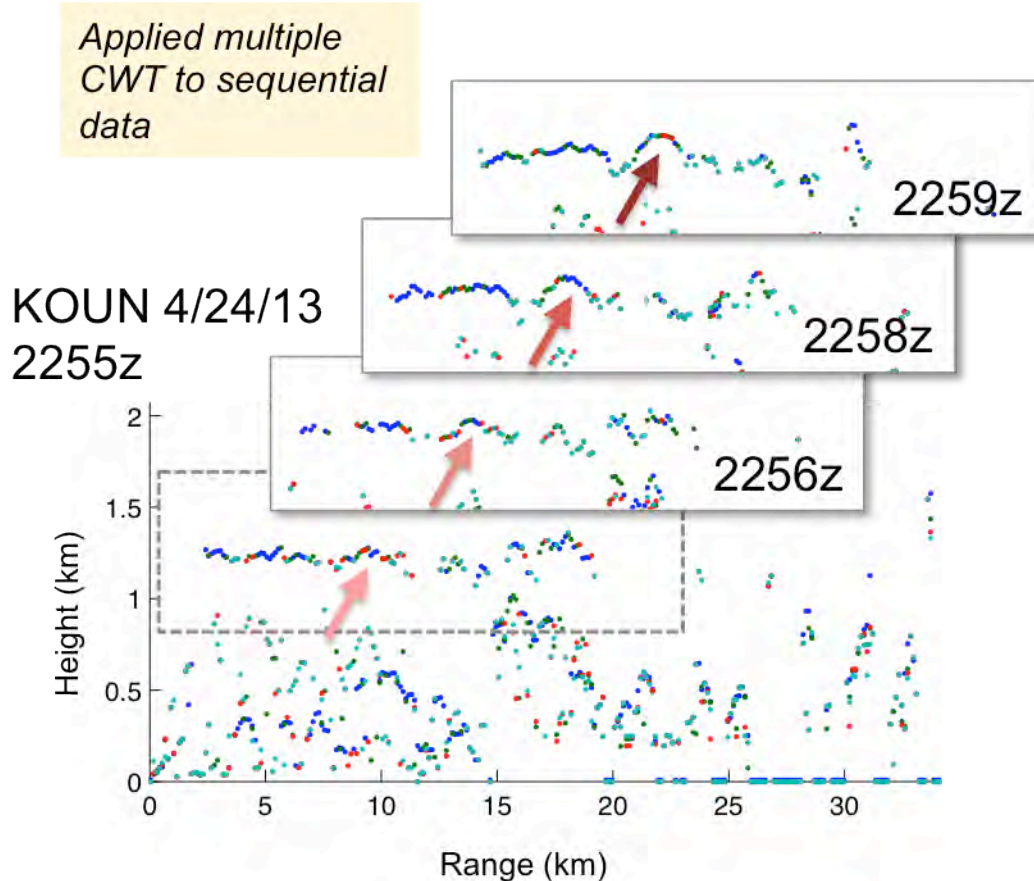 Applied multiple
CWT to sequential
data
2259z
2258z
2256z
KOUN 4/24/13
2255z
2
1.5
1
0.5
0
Height (km)
0 5 10 15 20 25 30
Range (km)